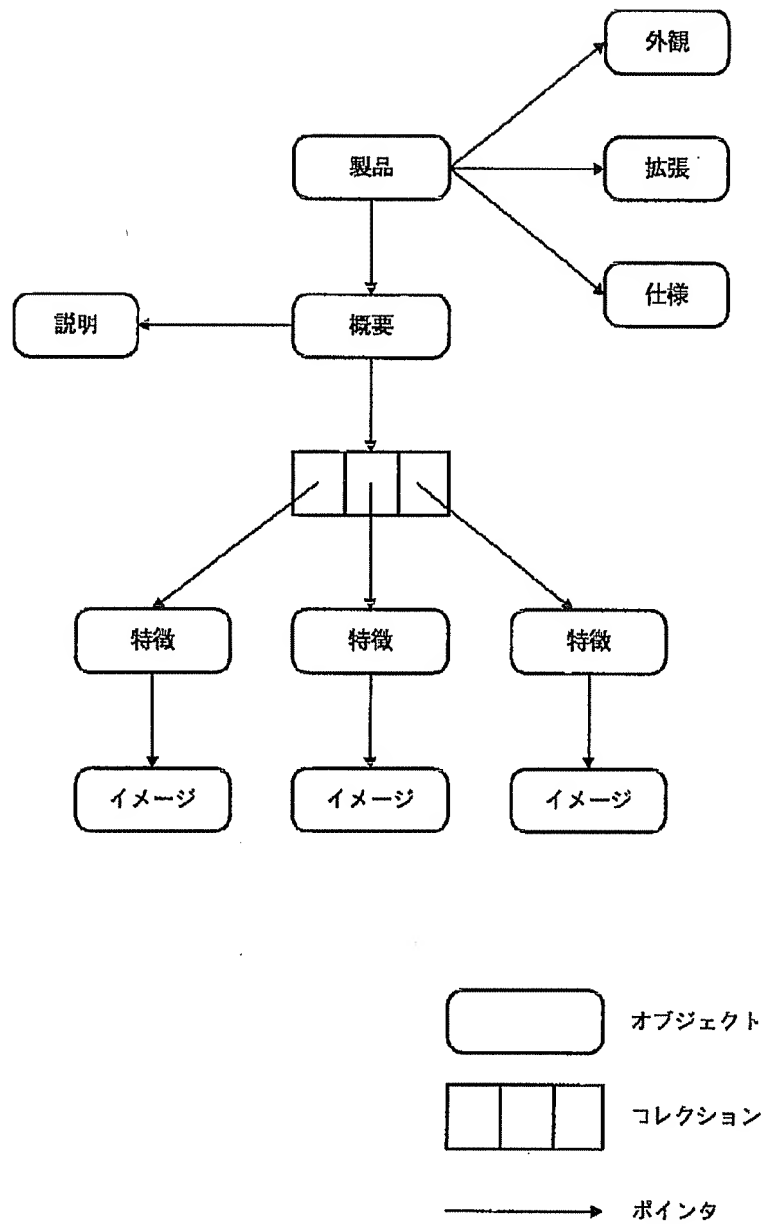 外観
製品
拡張
仕様
説明
概要
特徴
特徴
特徴
イメージ
イメージ
イメージ
オブジェクト
コレクション
ポインタ